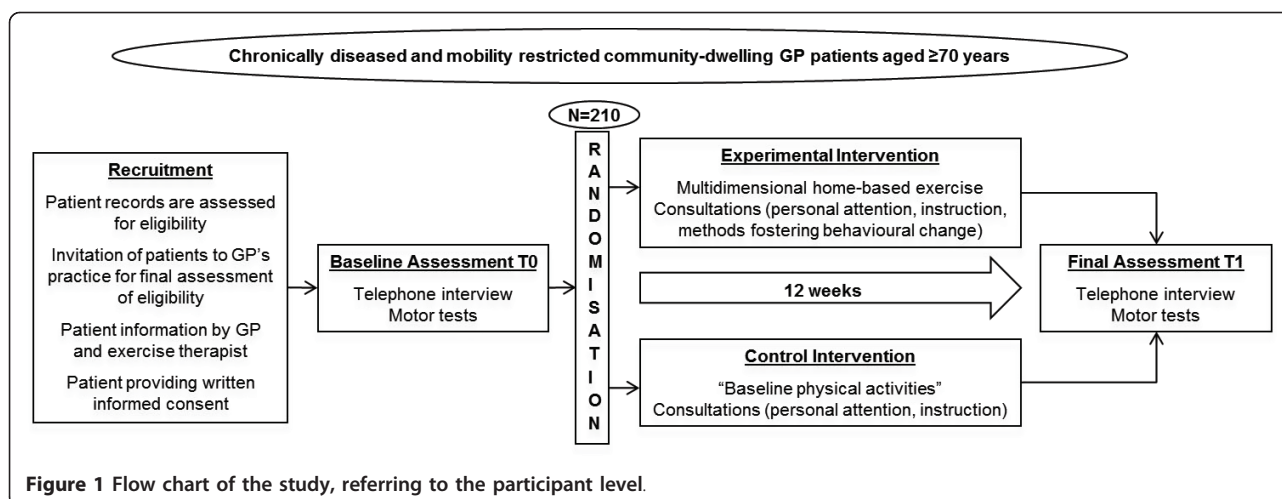 Chronically diseased and mobility restricted community-dwelling GP patients aged ≥70 years
Recruitment
Patient records are assessed
for eligibility
Invitation of patients to GP's
practice for final assessment
of eligibility
Patient information by GP
and exercise therapist
Patient providing written
informed consent
Baseline Assessment T0
Telephone interview
Motor tests
N=210
R
A
N
D
O
M
I
S
A
T
I
O
N
Experimental Intervention
Multidimensional home-based exercise
Consultations (personal attention, instruction,
methods fostering behavioural change)
12 weeks
Control Intervention
“Baseline physical activities”
Consultations (personal attention, instruction)
Final Assessment T1
Telephone interview
Motor tests
Figure 1 Flow chart of the study, referring to the participant level.